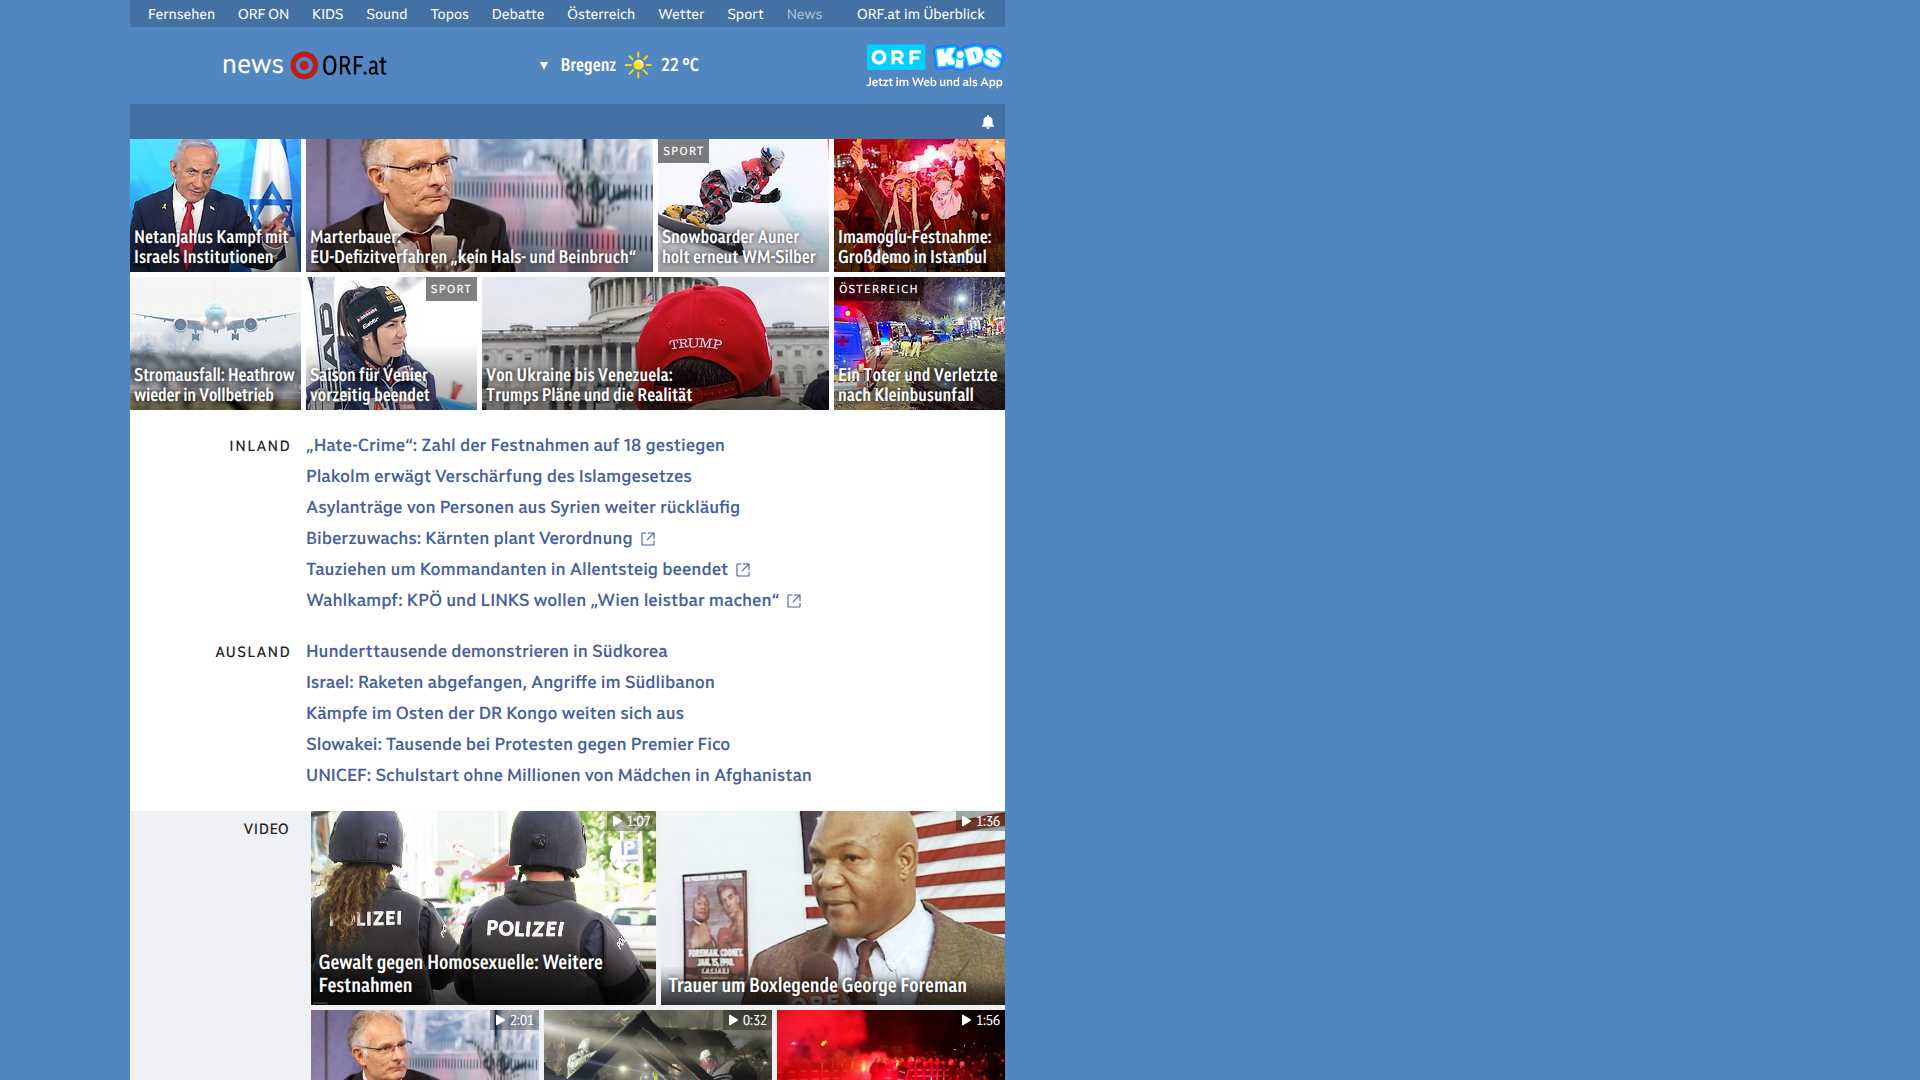 Fernsehen ORF ON KIDS Sound Topos Debatte Österreich Wetter Sport News ORF.at im Überblick
news ORF.at
Bregenz 22 °C
ORF KiDS
Jetzt im Web und als App
Netanjahus Kampf mit
Israels Institutionen
Marterbauer:
EU-Defizitverfahren „kein Hals- und Beinbruch“
SPORT
Snowboarder Auner
holt erneut WM-Silber
Imamoglu-Festnahme:
Großdemo in Istanbul
Stromausfall: Heathrow
wieder in Vollbetrieb
SPORT
Saison für Venier
vorzeitig beendet
TRUMP
Von Ukraine bis Venezuela:
Trumps Pläne und die Realität
ÖSTERREICH
Ein Toter und Verletzte
nach Kleinbusunfall
INLAND
„Hate-Crime“: Zahl der Festnahmen auf 18 gestiegen
Plakolm erwägt Verschärfung des Islamgesetzes
Asylanträge von Personen aus Syrien weiter rückläufig
Biberzuwachs: Kärnten plant Verordnung
Tauziehen um Kommandanten in Allentsteig beendet
Wahlkampf: KPÖ und LINKS wollen „Wien leistbar machen“
AUSLAND
Hunderttausende demonstrieren in Südkorea
Israel: Raketen abgefangen, Angriffe im Südlibanon
Kämpfe im Osten der DR Kongo weiten sich aus
Slowakei: Tausende bei Protesten gegen Premier Fico
UNICEF: Schulstart ohne Millionen von Mädchen in Afghanistan
VIDEO
1:07
POLIZEI
Gewalt gegen Homosexuelle: Weitere
Festnahmen
1:36
FOREMAN, COONEY
JAN. 15, 1990
CAESARS
Trauer um Boxlegende George Foreman
2:01
0:32
1:56